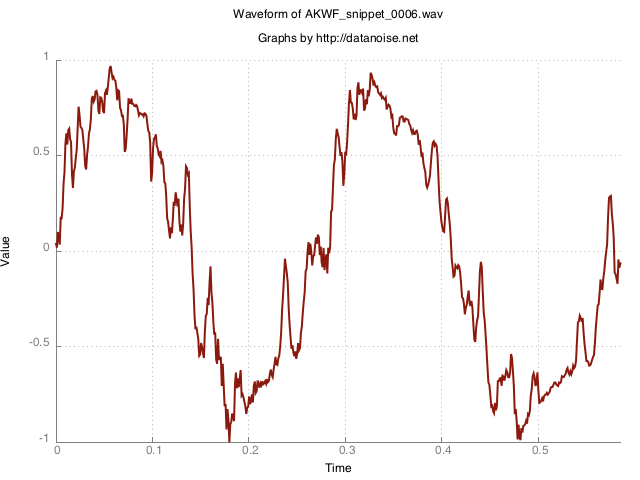 Waveform of AKWF_snippet_0006.wav
Graphs by http://datanoise.net
1
0.5
0
-0.5
-1
Value
0 0.1 0.2 0.3 0.4 0.5
Time